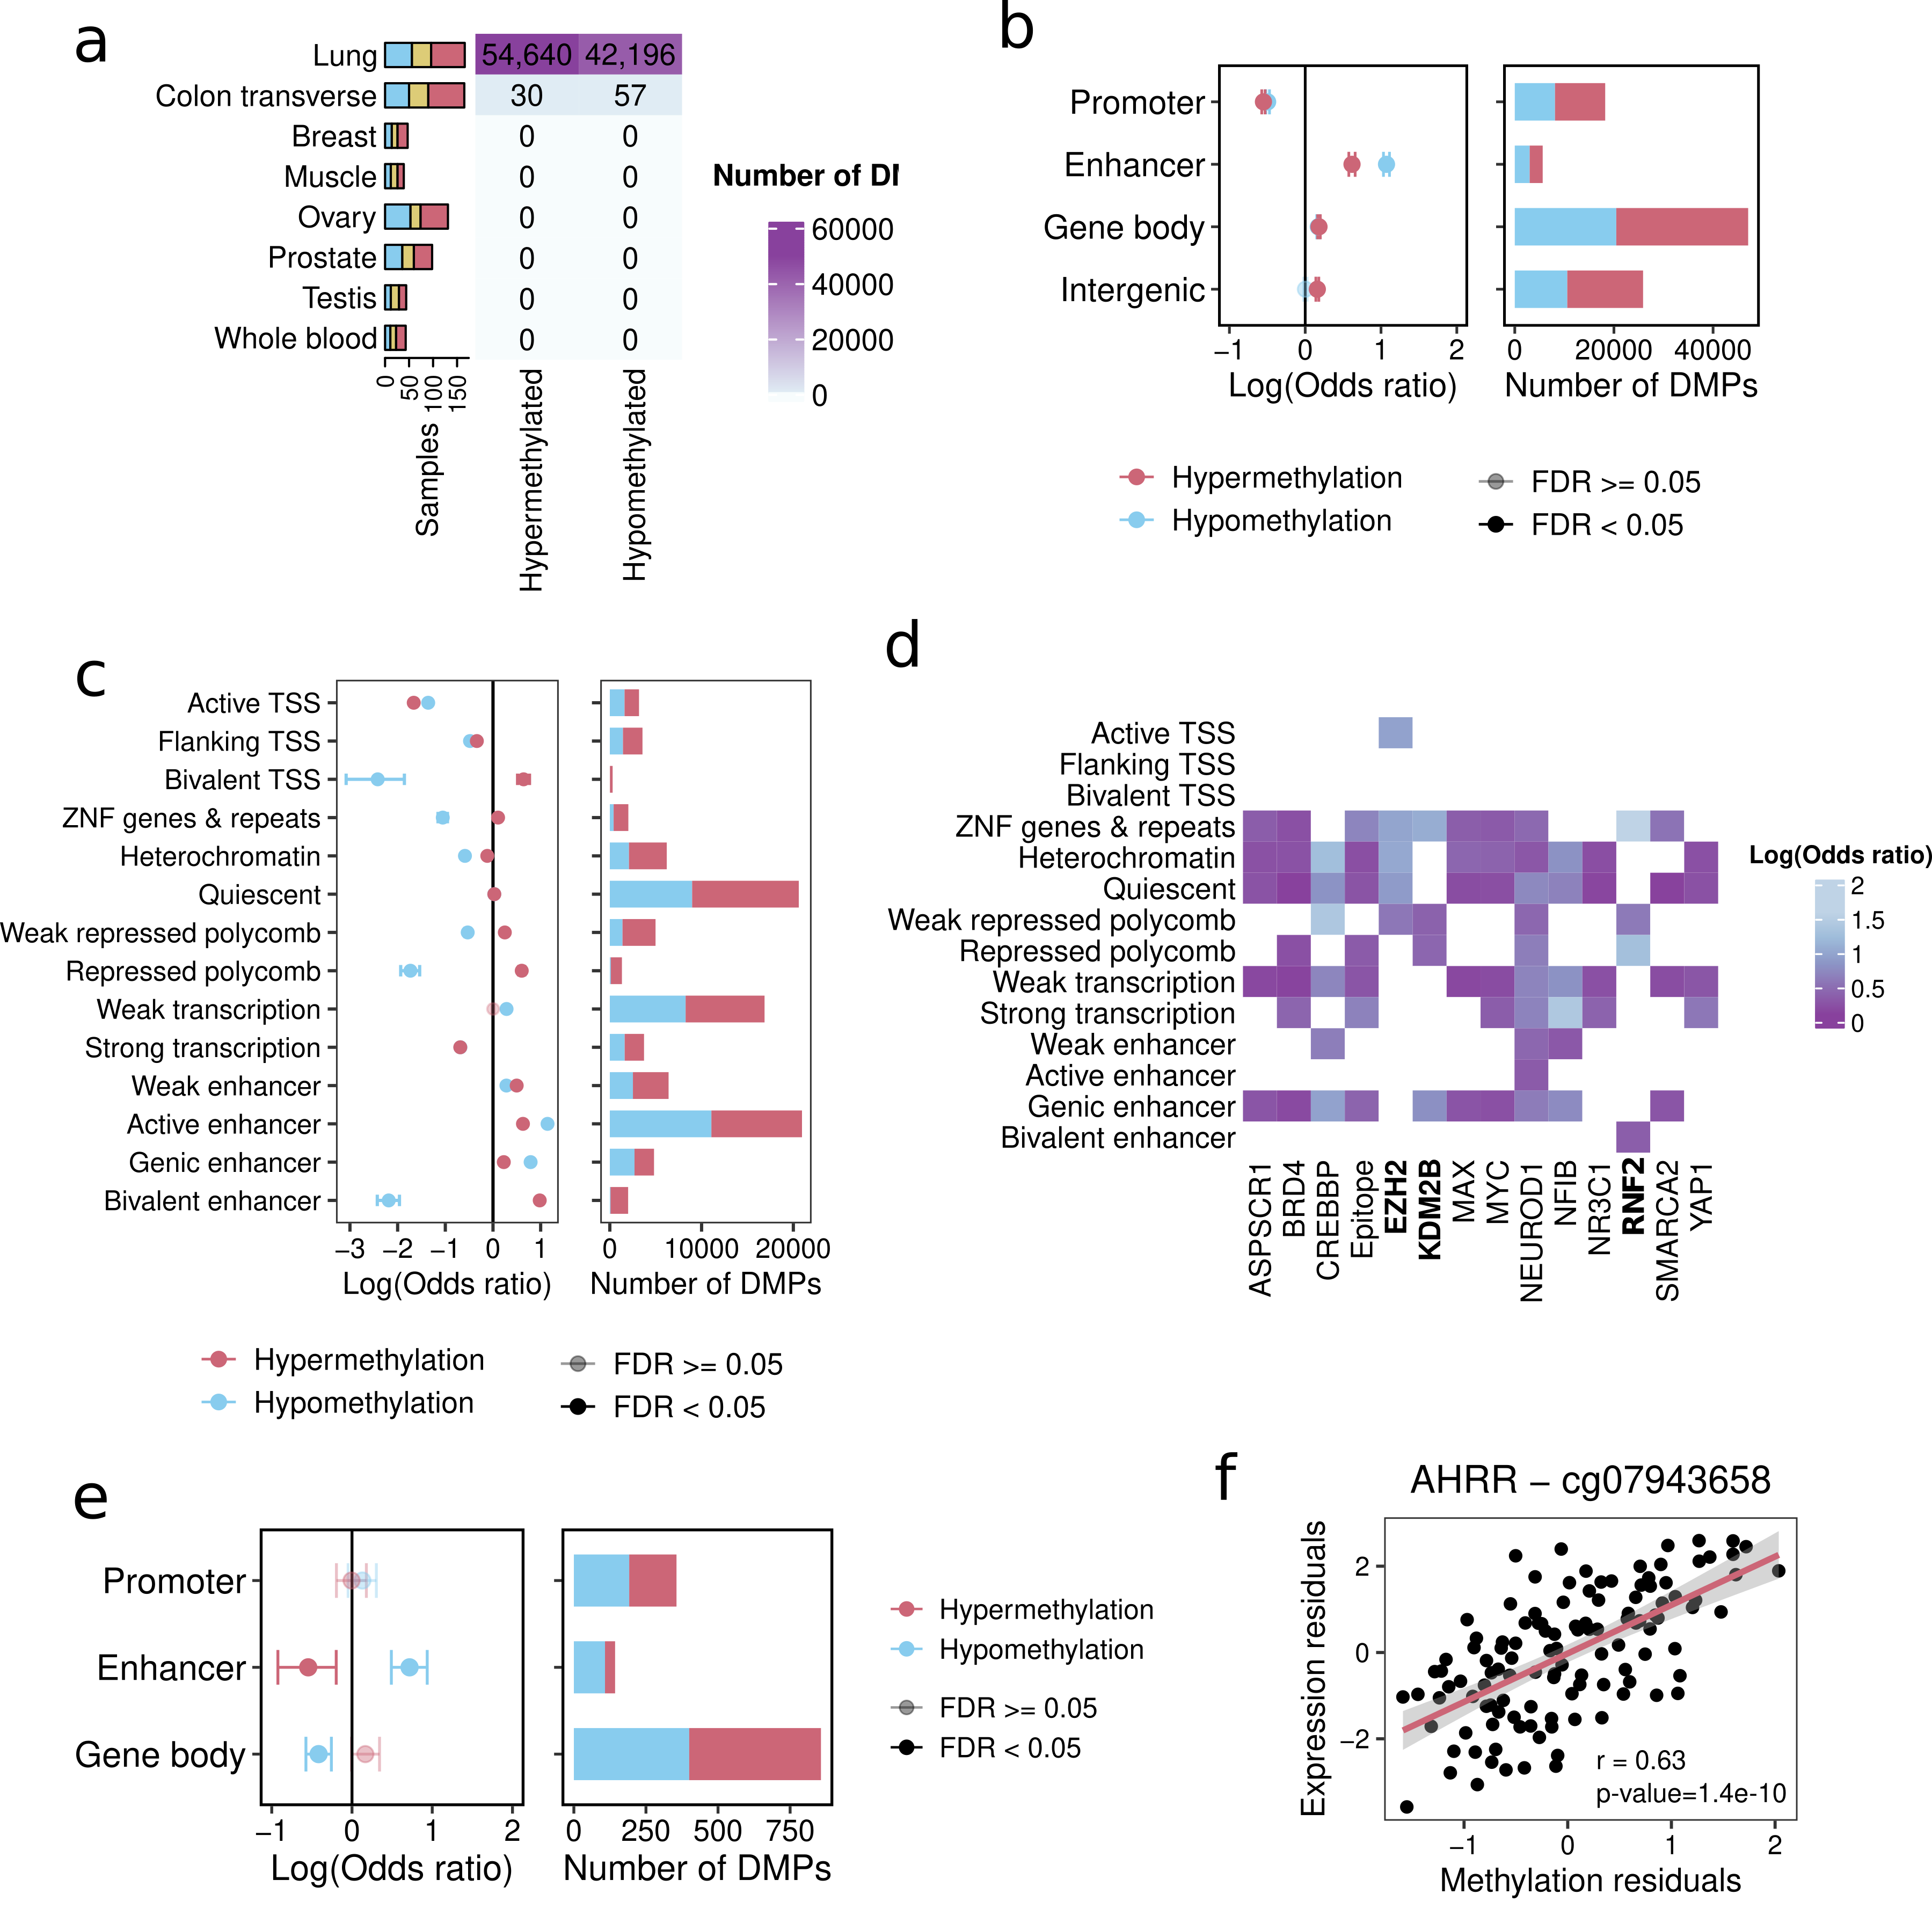 a
Lung
Colon transverse
Breast
Muscle
Ovary
Prostate
Testis
Whole blood
54,640 42,196
30 57
0 0
0 0
0 0
0 0
0 0
0 0
0 50 100 150
Samples
Hypermethylated
Hypomethylated
Number of DM
60000
40000
20000
0
b
Promoter
Enhancer
Gene body
Intergenic
−1 0 1 2
Log(Odds ratio)
0 20000 40000
Number of DMPs
Hypermethylation
Hypomethylation
FDR >= 0.05
FDR < 0.05
c
Active TSS
Flanking TSS
Bivalent TSS
ZNF genes & repeats
Heterochromatin
Quiescent
Weak repressed polycomb
Repressed polycomb
Weak transcription
Strong transcription
Weak enhancer
Active enhancer
Genic enhancer
Bivalent enhancer
−3 −2 −1 0 1
Log(Odds ratio)
0 10000 20000
Number of DMPs
Hypermethylation
Hypomethylation
FDR >= 0.05
FDR < 0.05
d
Active TSS
Flanking TSS
Bivalent TSS
ZNF genes & repeats
Heterochromatin
Quiescent
Weak repressed polycomb
Repressed polycomb
Weak transcription
Strong transcription
Weak enhancer
Active enhancer
Genic enhancer
Bivalent enhancer
ASPSCR1
BRD4
CREBBP
Epitope
EZH2
KDM2B
MAX
MYC
NEUROD1
NFIB
NR3C1
RNF2
SMARCA2
YAP1
Log(Odds ratio)
2
1.5
1
0.5
0
e
Promoter
Enhancer
Gene body
−1 0 1 2
Log(Odds ratio)
0 250 500 750
Number of DMPs
Hypermethylation
Hypomethylation
FDR >= 0.05
FDR < 0.05
f
AHRR − cg07943658
Expression residuals
2
0
−2
r = 0.63
p-value=1.4e-10
−1 0 1 2
Methylation residuals